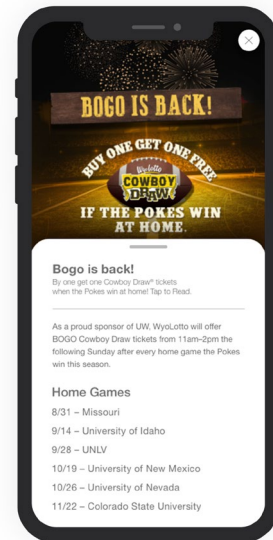 BOGO IS BACK!
BUY ONE GET ONE FREE
WyoLotto
COWBOY
DRAW
IF THE POKES WIN
AT HOME.
Bogo is back!
By one get one Cowboy Draw® tickets
when the Pokes win at home! Tap to Read.
As a proud sponsor of UW, WyoLotto will offer
BOGO Cowboy Draw tickets from 11am–2pm the
following Sunday after every home game the Pokes
win this season.
Home Games
8/31 – Missouri
9/14 – University of Idaho
9/28 – UNLV
10/19 – University of New Mexico
10/26 – University of Nevada
11/22 – Colorado State University